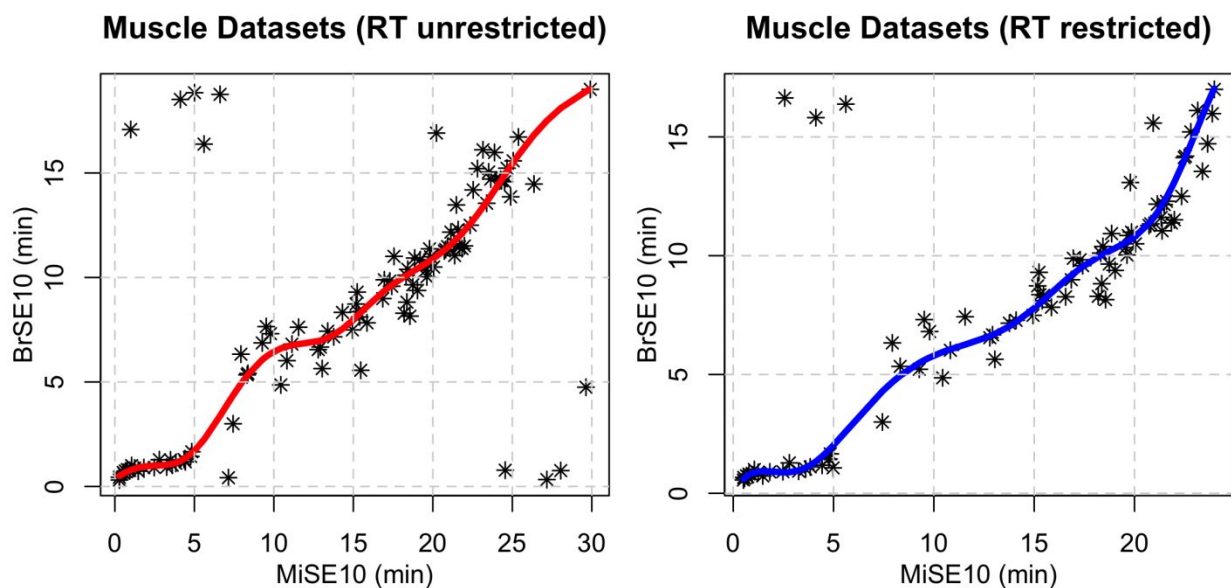 Muscle Datasets (RT unrestricted)
BrSE10 (min)
15
10
5
0
0 5 10 15 20 25 30
MiSE10 (min)
Muscle Datasets (RT restricted)
BrSE10 (min)
15
10
5
0
0 5 10 15 20
MiSE10 (min)